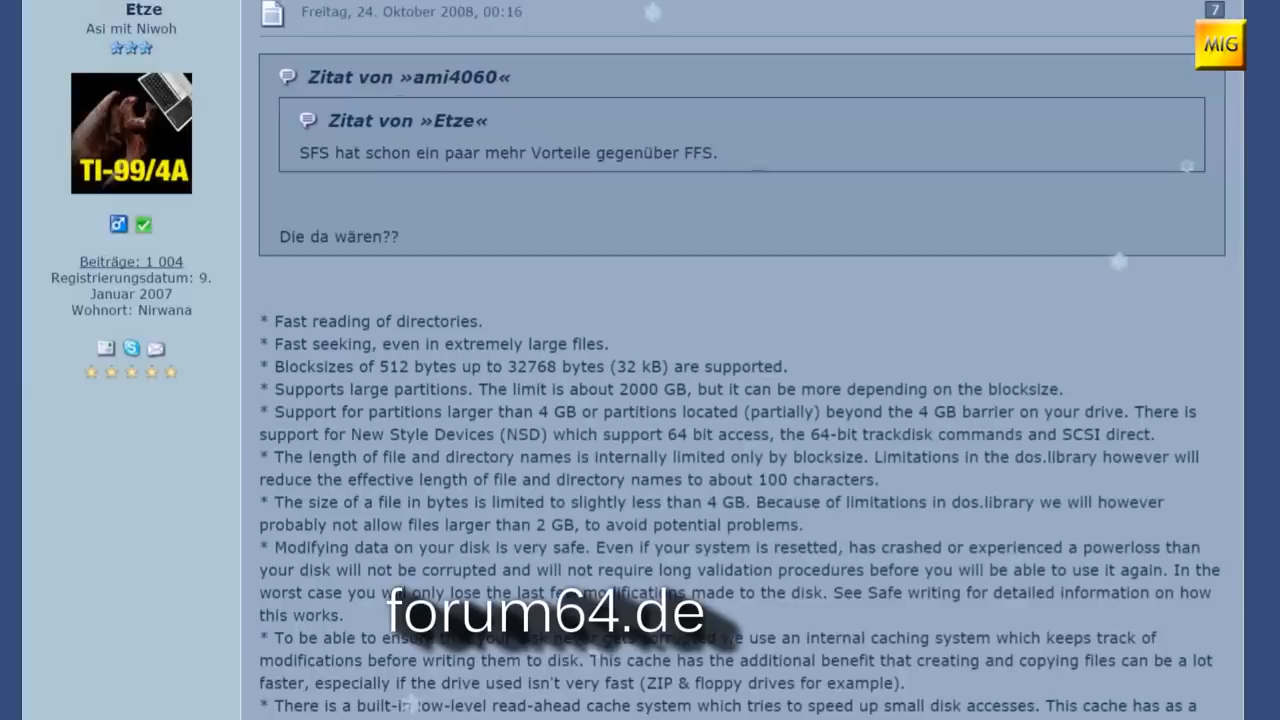 Etze
Asi mit Niwoh
TI-99/4A
Beiträge: 1 004
Registrierungsdatum: 9.
Januar 2007
Wohnort: Nirwana
Freitag, 24. Oktober 2008, 00:16
7
MIG
Zitat von »ami4060«
Zitat von »Etze«
SFS hat schon ein paar mehr Vorteile gegenüber FFS.
Die da wären??
* Fast reading of directories.
* Fast seeking, even in extremely large files.
* Blocksizes of 512 bytes up to 32768 bytes (32 kB) are supported.
* Supports large partitions. The limit is about 2000 GB, but it can be more depending on the blocksize.
* Support for partitions larger than 4 GB or partitions located (partially) beyond the 4 GB barrier on your drive. There is
support for New Style Devices (NSD) which support 64 bit access, the 64-bit trackdisk commands and SCSI direct.
* The length of file and directory names is internally limited only by blocksize. Limitations in the dos.library however will
reduce the effective length of file and directory names to about 100 characters.
* The size of a file in bytes is limited to slightly less than 4 GB. Because of limitations in dos.library we will however
probably not allow files larger than 2 GB, to avoid potential problems.
* Modifying data on your disk is very safe. Even if your system is resetted, has crashed or experienced a powerloss than
your disk will not be corrupted and will not require long validation procedures before you will be able to use it again. In the
worst case you will only lose the last few modifications made to the disk. See Safe writing for detailed information on how
this works.
forum64.de
* To be able to ensure that your disk never gets corrupted we use an internal caching system which keeps track of
modifications before writing them to disk. This cache has the additional benefit that creating and copying files can be a lot
faster, especially if the drive used isn't very fast (ZIP & floppy drives for example).
* There is a built-in low-level read-ahead cache system which tries to speed up small disk accesses. This cache has as a